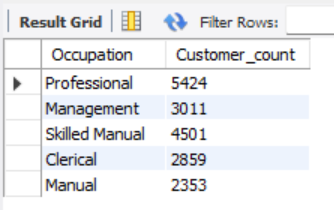 Result Grid Filter Rows:
Occupation Customer_count
Professional 5424
Management 3011
Skilled Manual 4501
Clerical 2859
Manual 2353